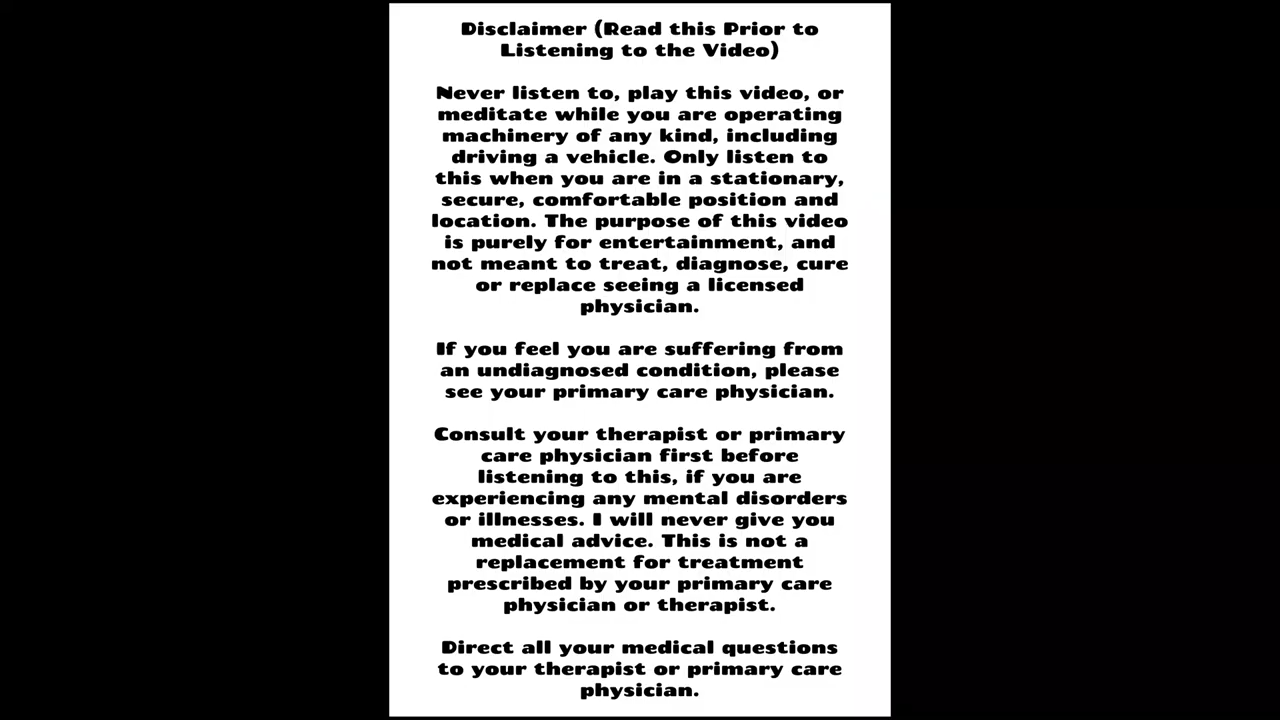 Disclaimer (Read this Prior to
Listening to the Video)
Never listen to, play this video, or
meditate while you are operating
machinery of any kind, including
driving a vehicle. Only listen to
this when you are in a stationary,
secure, comfortable position and
location. The purpose of this video
is purely for entertainment, and
not meant to treat, diagnose, cure
or replace seeing a licensed
physician.
If you feel you are suffering from
an undiagnosed condition, please
see your primary care physician.
Consult your therapist or primary
care physician first before
listening to this, if you are
experiencing any mental disorders
or illnesses. I will never give you
medical advice. This is not a
replacement for treatment
prescribed by your primary care
physician or therapist.
Direct all your medical questions
to your therapist or primary care
physician.